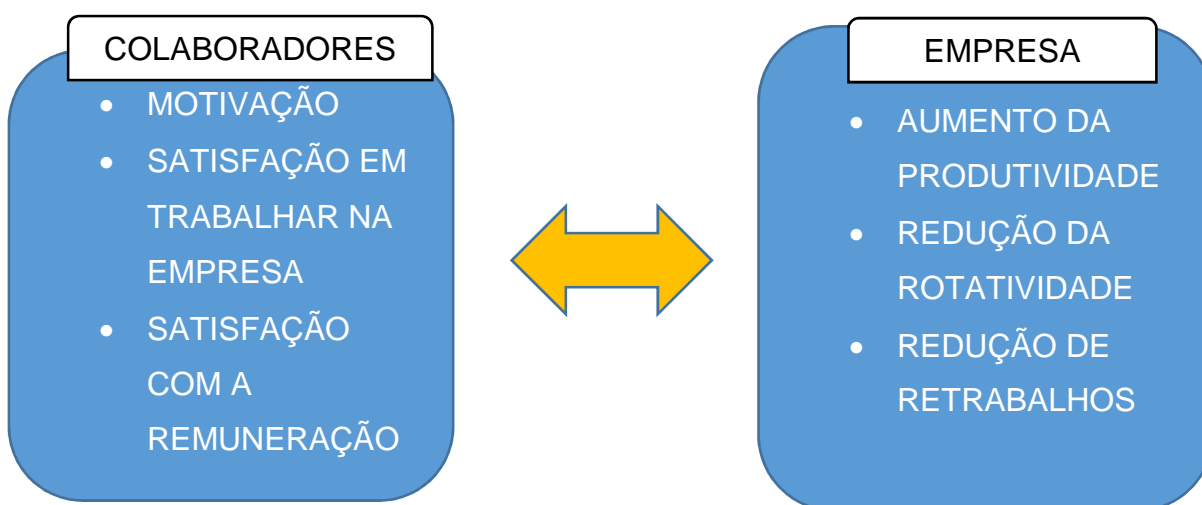 COLABORADORES
• MOTIVAÇÃO
• SATISFAÇÃO EM
TRABALHAR NA
EMPRESA
• SATISFAÇÃO
COM A
REMUNERAÇÃO
EMPRESA
• AUMENTO DA
PRODUTIVIDADE
• REDUÇÃO DA
ROTATIVIDADE
• REDUÇÃO DE
RETRABALHOS